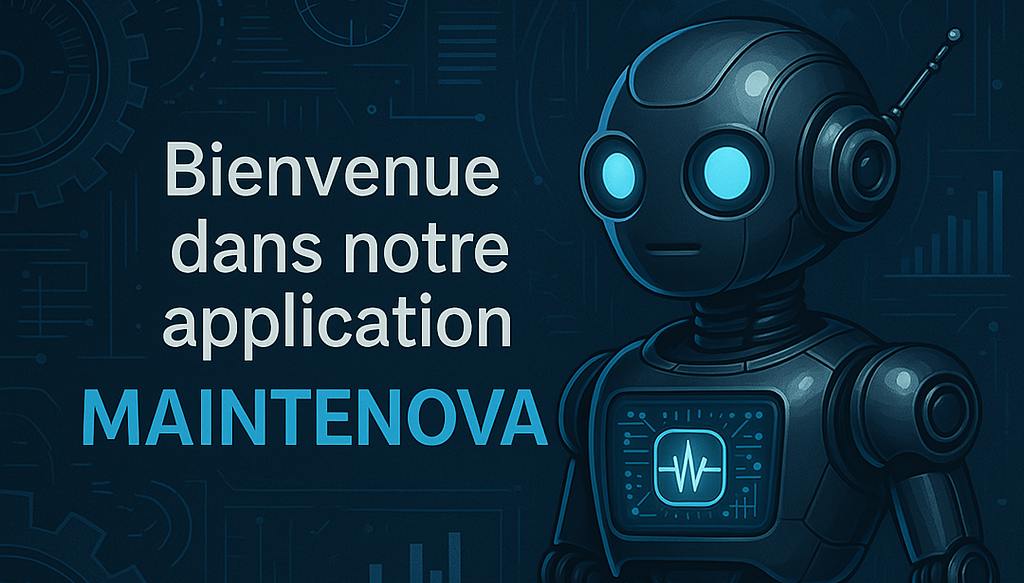 Bienvenue
dans notre
application
MAINTENOVA